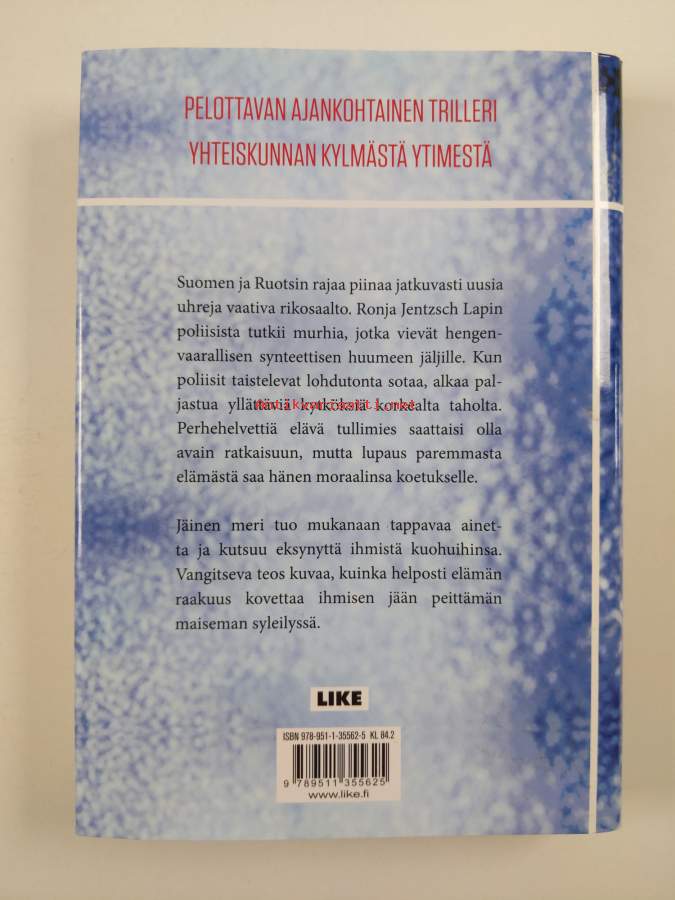 PELOTTAVAN AJANKOHTAINEN TRILLERI
YHTEISKUNNAN KYLMÄSTÄ YTIMESTÄ
Suomen ja Ruotsin rajaa piinaa jatkuvasti uusia
uhreja vaativa rikosaalto. Ronja Jentzsch Lapin
poliisista tutkii murhia, jotka vievät hengen-
vaarallisen synteettisen huumeen jäljille. Kun
poliisit taistelevat lohdutonta sotaa, alkaa pal-
jastua yllättäviä kytköksiä korkealta taholta.
Perhehelvettiä elävä tullimies saattaisi olla
avain ratkaisuun, mutta lupaus paremmasta
elämästä saa hänen moraalinsa koetukselle.
Jäinen meri tuo mukanaan tappavaa ainet-
ta ja kutsuu eksynyttä ihmistä kuohuihinsa.
Vangitseva teos kuvaa, kuinka helposti elämän
raakuus kovettaa ihmisen jään peittämän
maiseman syleilyssä.
LIKE
ISBN 978-951-1-35562-5 KL 84.2
9 789511 355625
www.like.fi